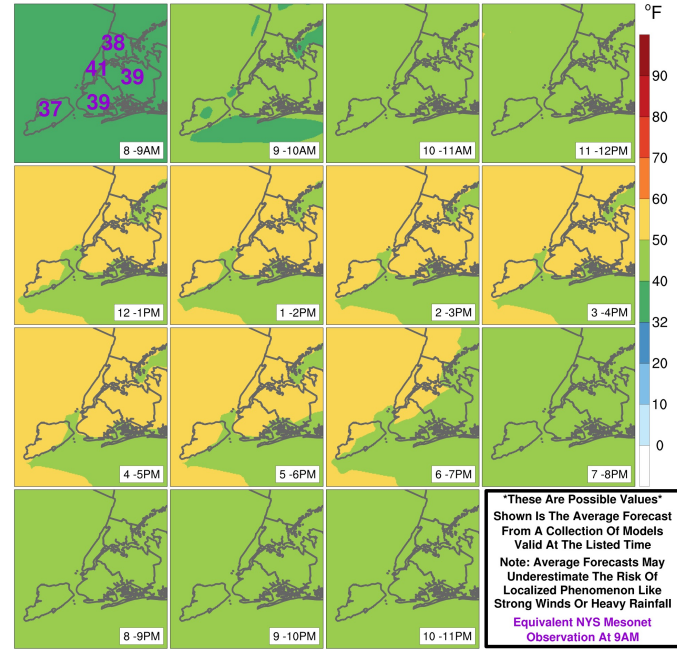 °F
38
41
39
37
39
8 -9AM
9 -10AM
10 -11AM
11 -12PM
90
80
70
60
50
40
32
20
10
0
12 -1PM
1 -2PM
2 -3PM
3 -4PM
4 -5PM
5 -6PM
6 -7PM
7 -8PM
8 -9PM
9 -10PM
10 -11PM
*These Are Possible Values*
Shown Is The Average Forecast
From A Collection Of Models
Valid At The Listed Time
Note: Average Forecasts May
Underestimate The Risk Of
Localized Phenomenon Like
Strong Winds Or Heavy Rainfall
Equivalent NYS Mesonet
Observation At 9AM